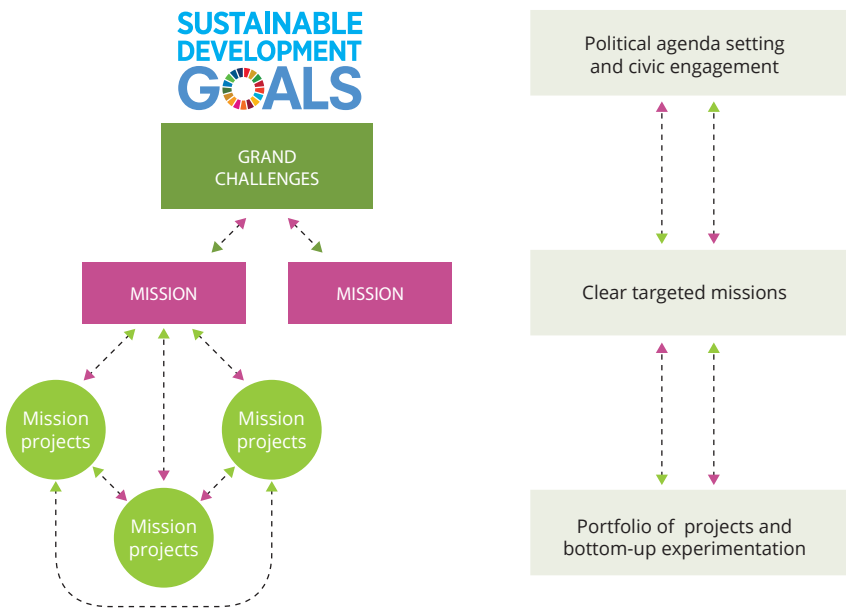 SUSTAINABLE
DEVELOPMENT
GOALS
GRAND
CHALLENGES
MISSION
MISSION
Mission
projects
Mission
projects
Mission
projects
Political agenda setting
and civic engagement
Clear targeted missions
Portfolio of projects and
bottom-up experimentation